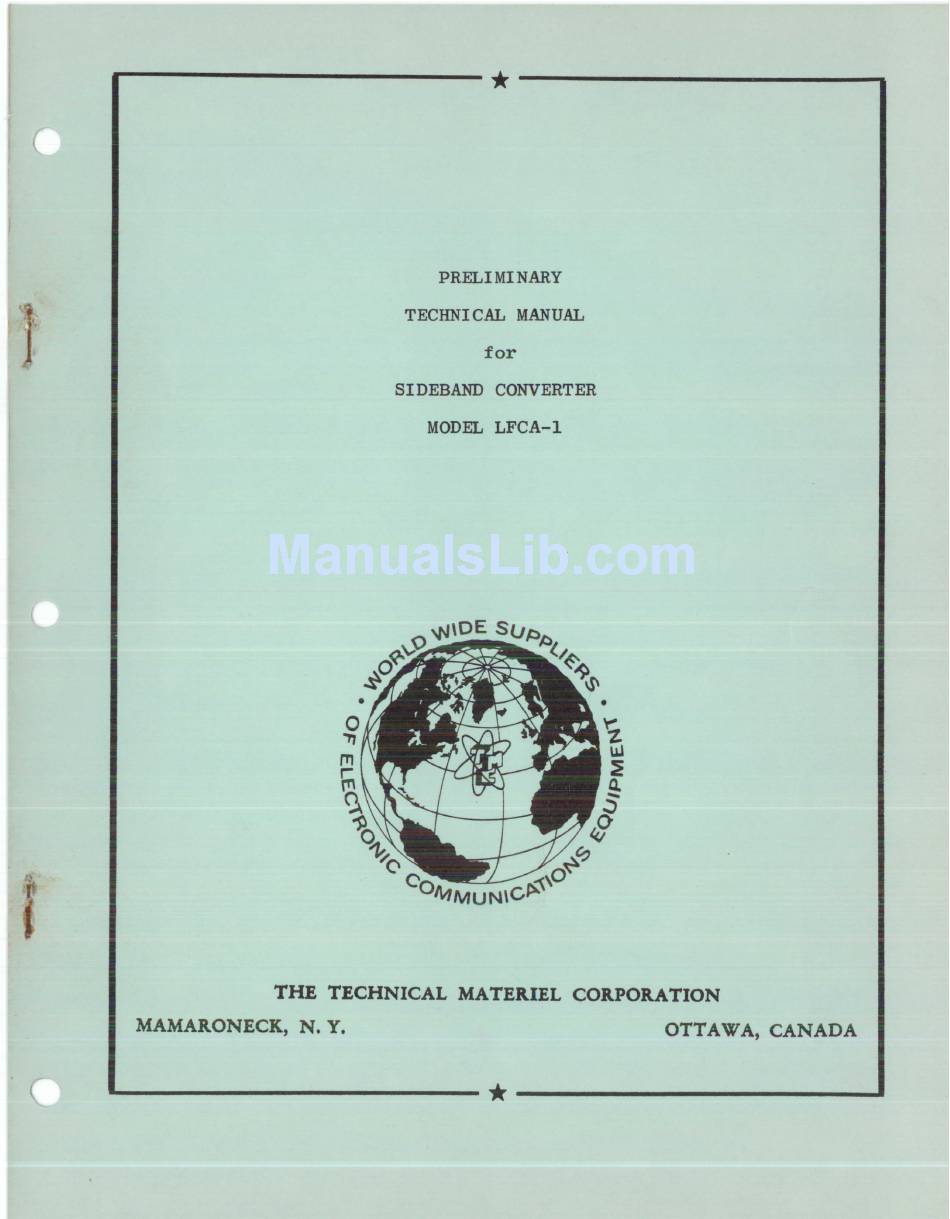 PRELIMINARY
TECHNICAL MANUAL
for
SIDEBAND CONVERTER
MODEL LFCA-1
ManualsLib.com
· WORLD WIDE SUPPLIERS ·
OF ELECTRONIC COMMUNICATIONS EQUIPMENT
TMC
THE TECHNICAL MATERIEL CORPORATION
MAMARONECK, N. Y.
OTTAWA, CANADA